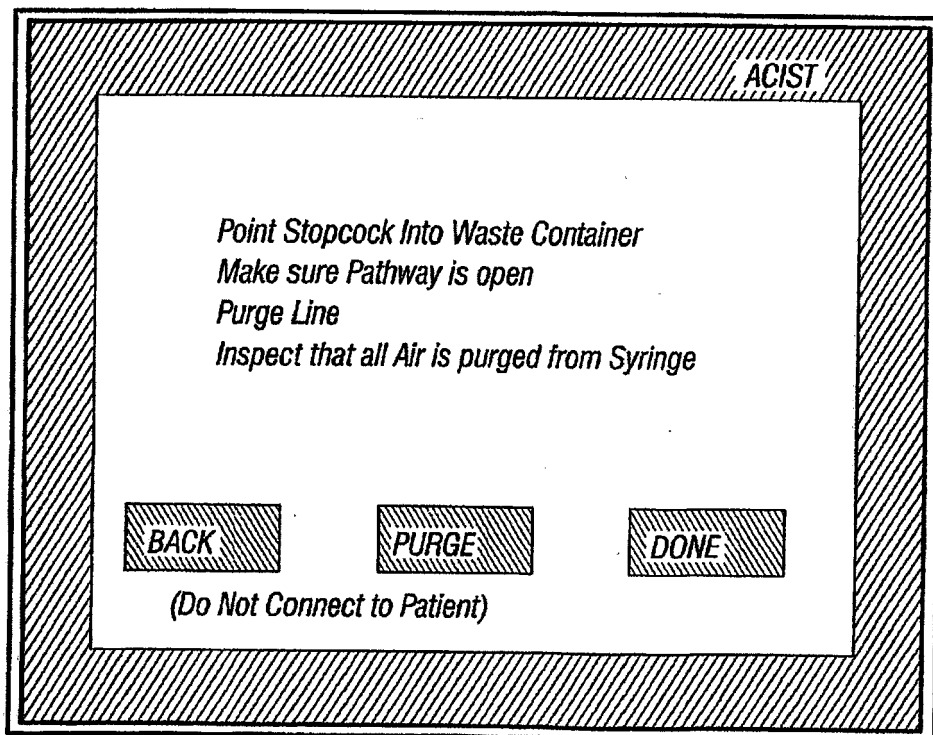 ACIST
Point Stopcock Into Waste Container
Make sure Pathway is open
Purge Line
Inspect that all Air is purged from Syringe
BACK PURGE DONE
(Do Not Connect to Patient)